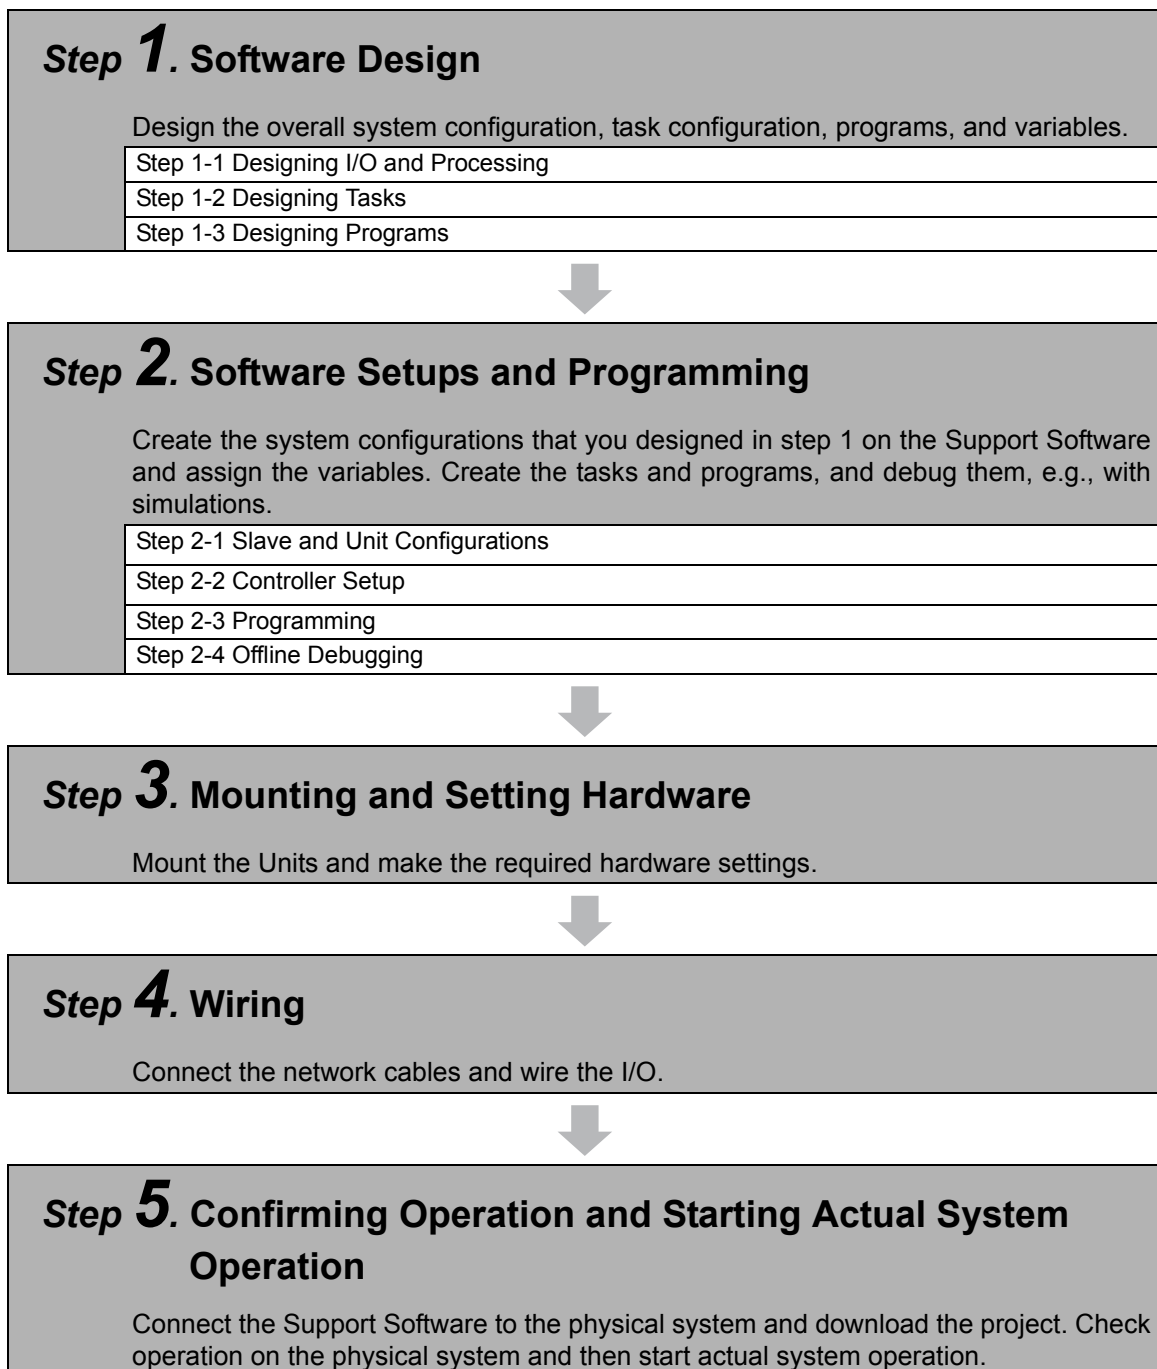 Step 1. Software Design
Design the overall system configuration, task configuration, programs, and variables.
Step 1-1 Designing I/O and Processing
Step 1-2 Designing Tasks
Step 1-3 Designing Programs
Step 2. Software Setups and Programming
Create the system configurations that you designed in step 1 on the Support Software
and assign the variables. Create the tasks and programs, and debug them, e.g., with
simulations.
Step 2-1 Slave and Unit Configurations
Step 2-2 Controller Setup
Step 2-3 Programming
Step 2-4 Offline Debugging
Step 3. Mounting and Setting Hardware
Mount the Units and make the required hardware settings.
Step 4. Wiring
Connect the network cables and wire the I/O.
Step 5. Confirming Operation and Starting Actual System
Operation
Connect the Support Software to the physical system and download the project. Check
operation on the physical system and then start actual system operation.